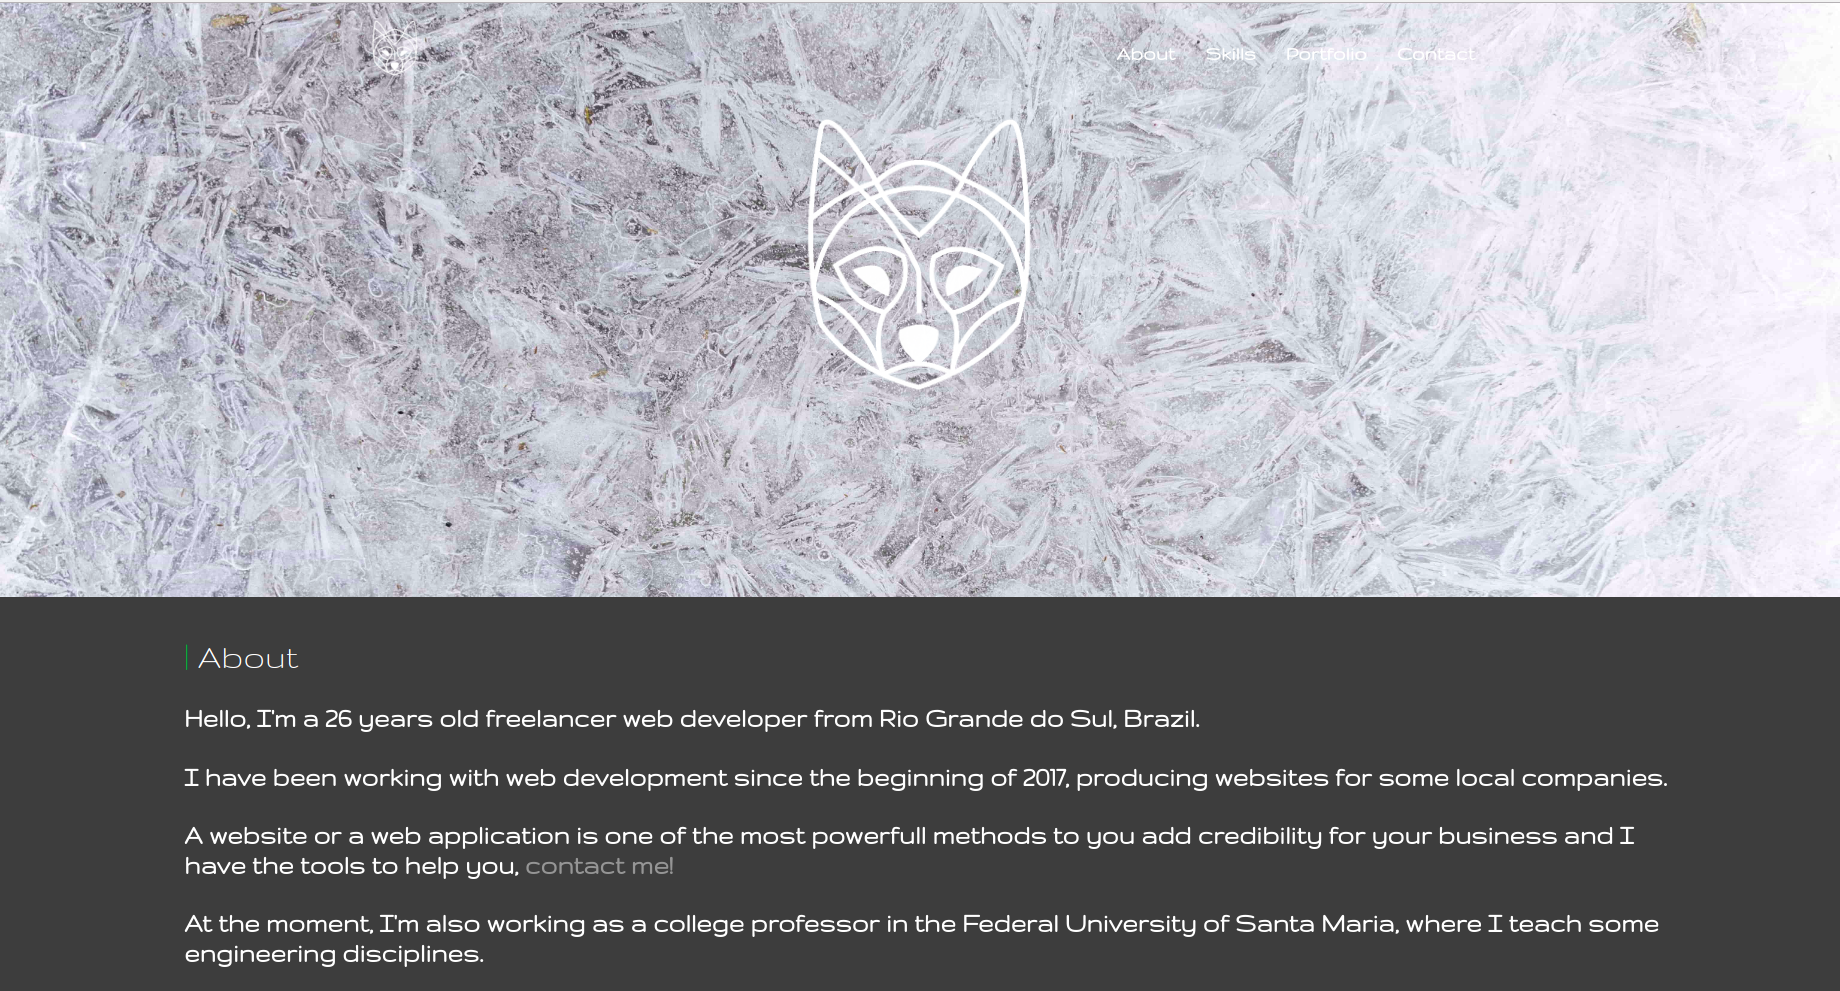 About Skills Portfolio Contact
About
Hello, I'm a 26 years old freelancer web developer from Rio Grande do Sul, Brazil.
I have been working with web development since the beginning of 2017, producing websites for some local companies.
A website or a web application is one of the most powerfull methods to you add credibility for your business and I
have the tools to help you, contact me!
At the moment, I'm also working as a college professor in the Federal University of Santa Maria, where I teach some
engineering disciplines.